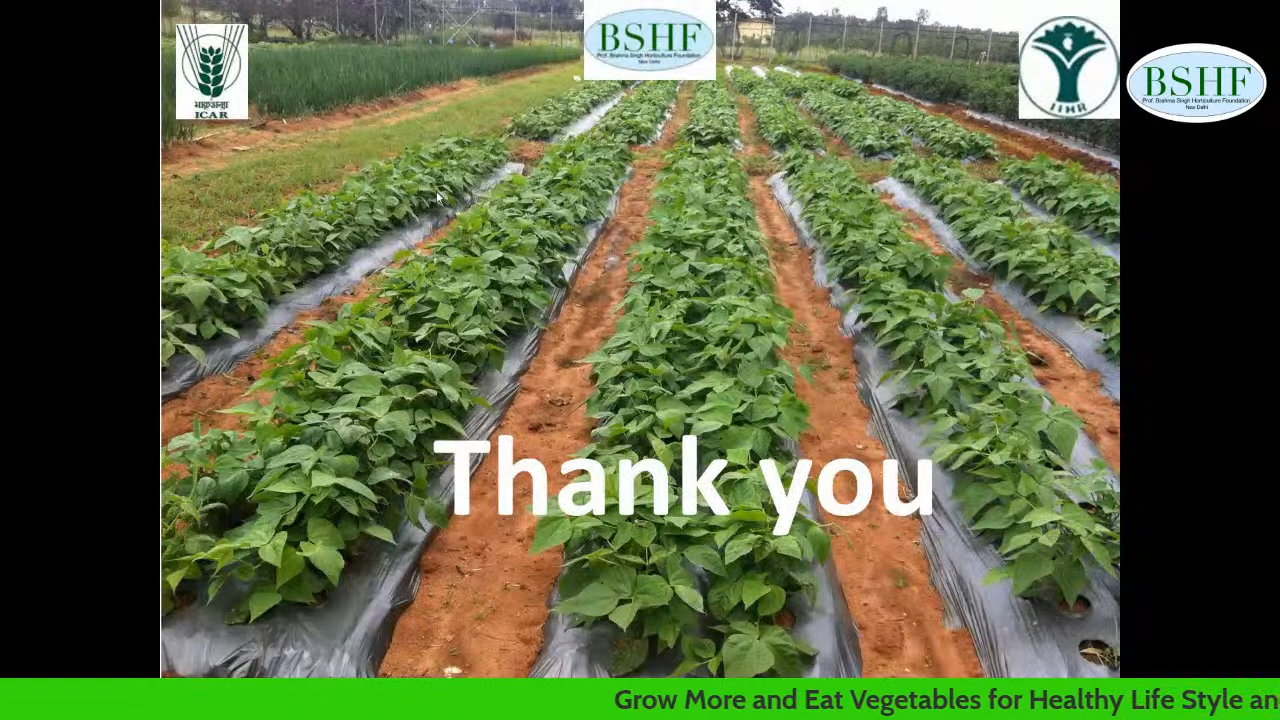 भाकृअनुप
ICAR
BSHF
Prof. Brahma Singh Horticulture Foundation
New Delhi
IIHR
BSHF
Prof. Brahma Singh Horticulture Foundation
New Delhi
Thank you
Grow More and Eat Vegetables for Healthy Life Style an